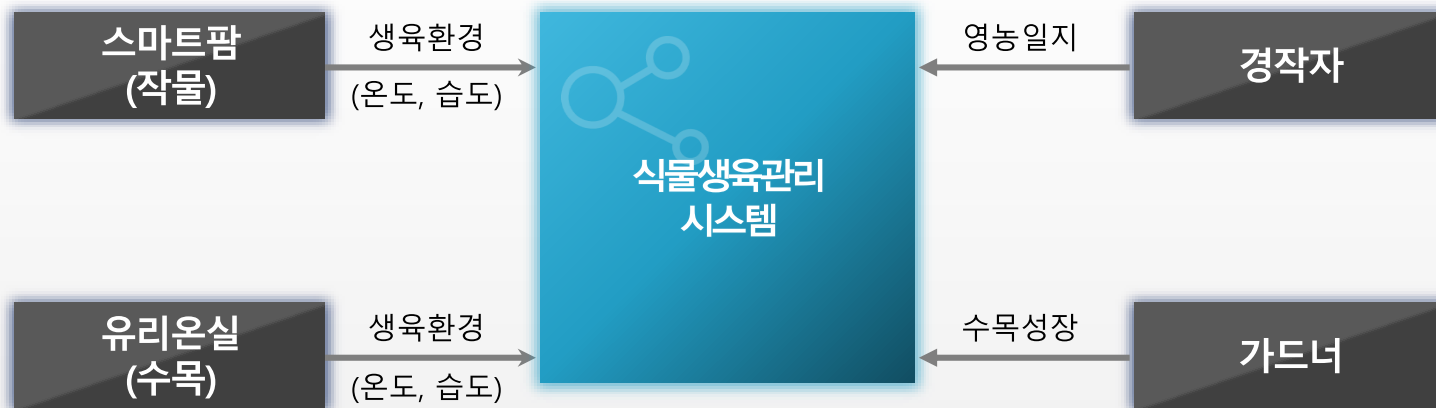 스마트팜
(작물)
생육환경
(온도, 습도)
식물생육관리
시스템
영농일지
경작자
유리온실
(수목)
생육환경
(온도, 습도)
수목성장
가드너